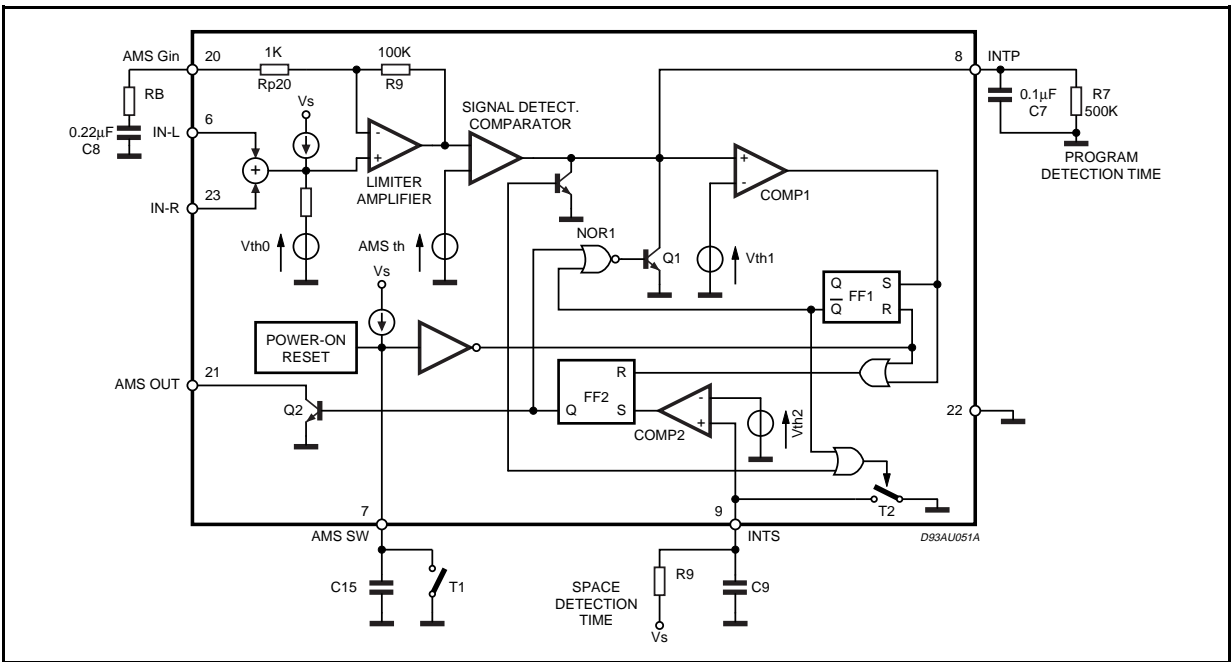 AMS Gin
20
1K
Rp20
100K
R9
8
INTP
RB
0.22µF
C8
6
IN-L
Vs
SIGNAL DETECT.
COMPARATOR
0.1µF
C7
R7
500K
-
+
LIMITER
AMPLIFIER
+
+
-
COMP1
PROGRAM
DETECTION TIME
23
IN-R
Vth0
AMS th
NOR1
Q1
Vth1
Vs
Q
S
FF1
Q
R
POWER-ON
RESET
21
AMS OUT
Q2
R
FF2
Q
S
-
+
COMP2
Vth2
22
T2
7
AMS SW
9
INTS
D93AU051A
C15
T1
SPACE
DETECTION
TIME
R9
Vs
C9